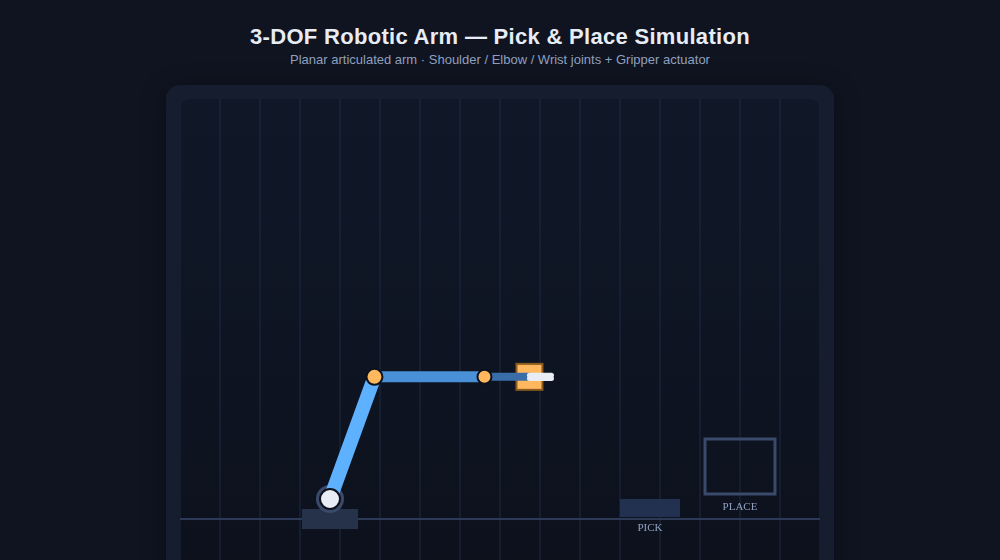 3-DOF Robotic Arm — Pick & Place Simulation
Planar articulated arm · Shoulder / Elbow / Wrist joints + Gripper actuator
PLACE
PICK